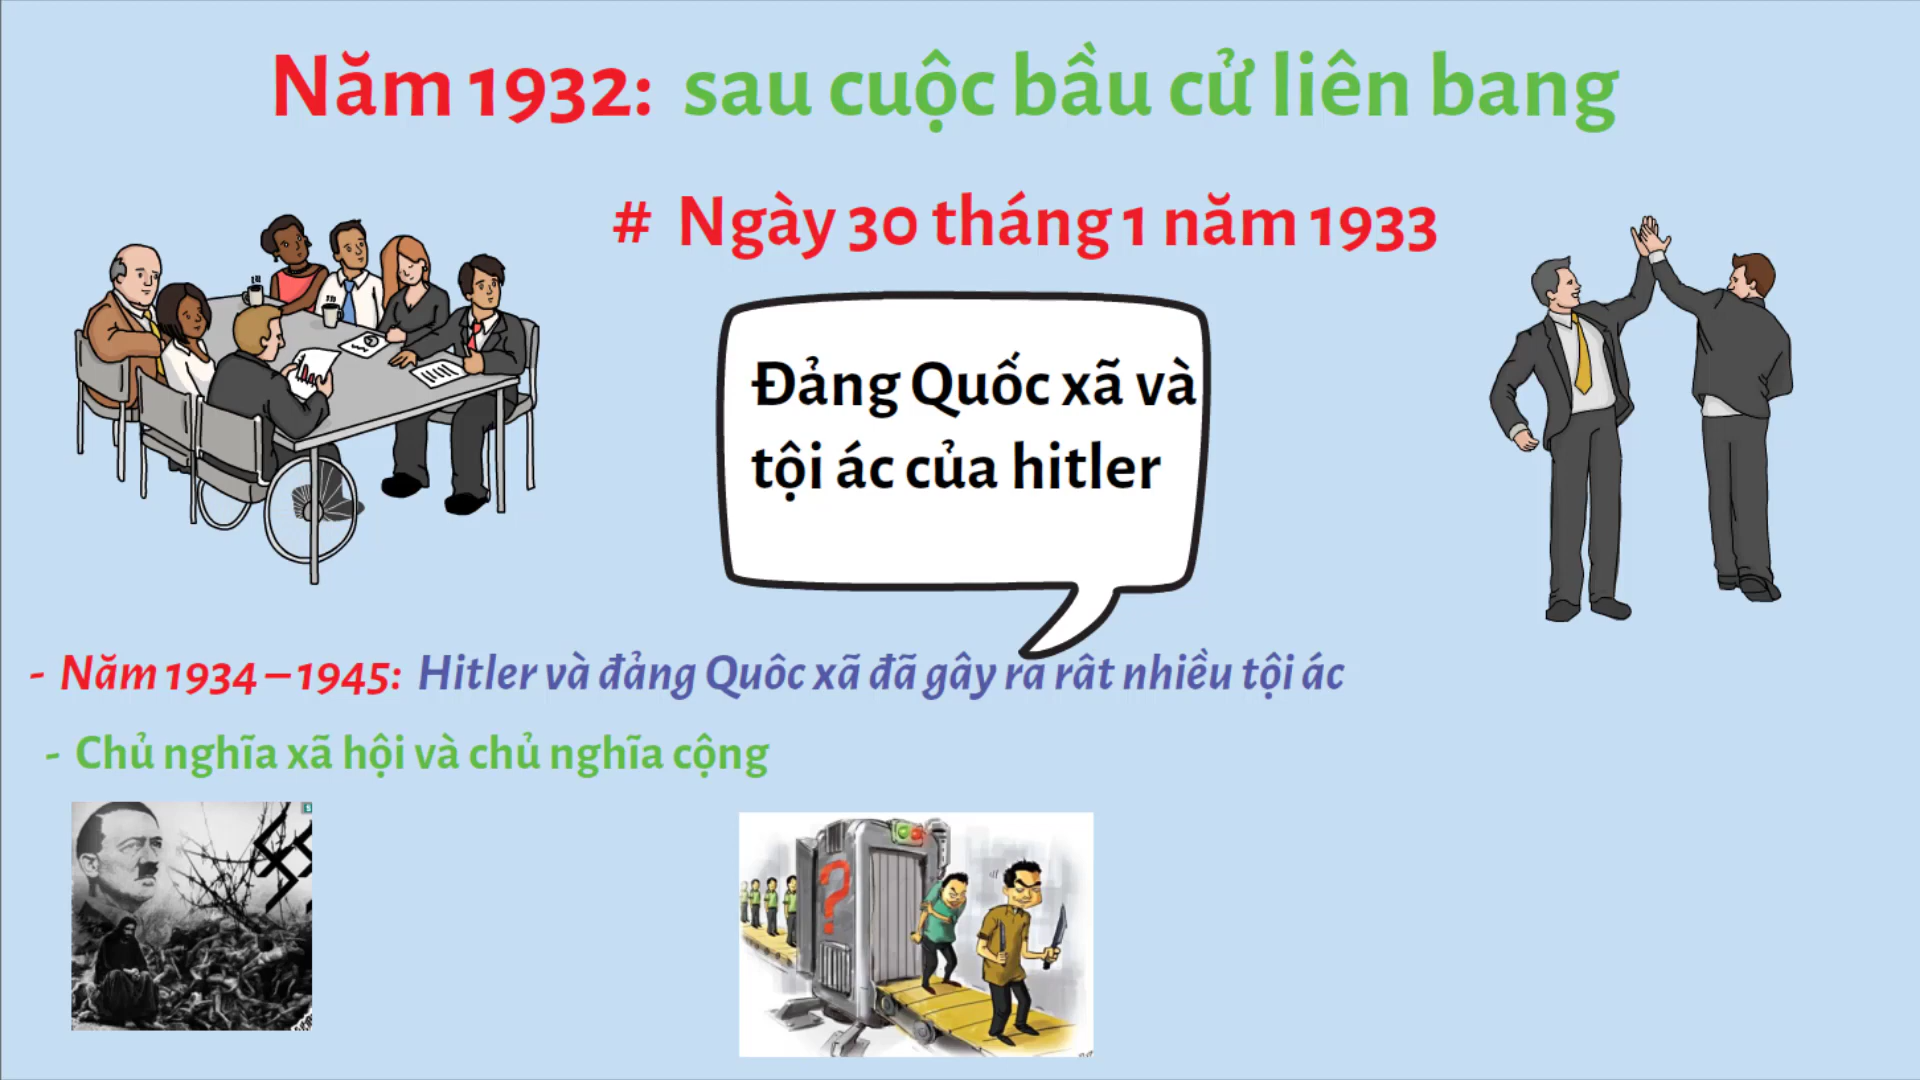 Năm 1932: sau cuộc bầu cử liên bang
# Ngày 30 tháng 1 năm 1933
Đảng Quốc xã và
tội ác của hitler
- Năm 1934 – 1945: Hitler và đảng Quôc xã đã gây ra rât nhiều tội ác
- Chủ nghĩa xã hội và chủ nghĩa cộng
?